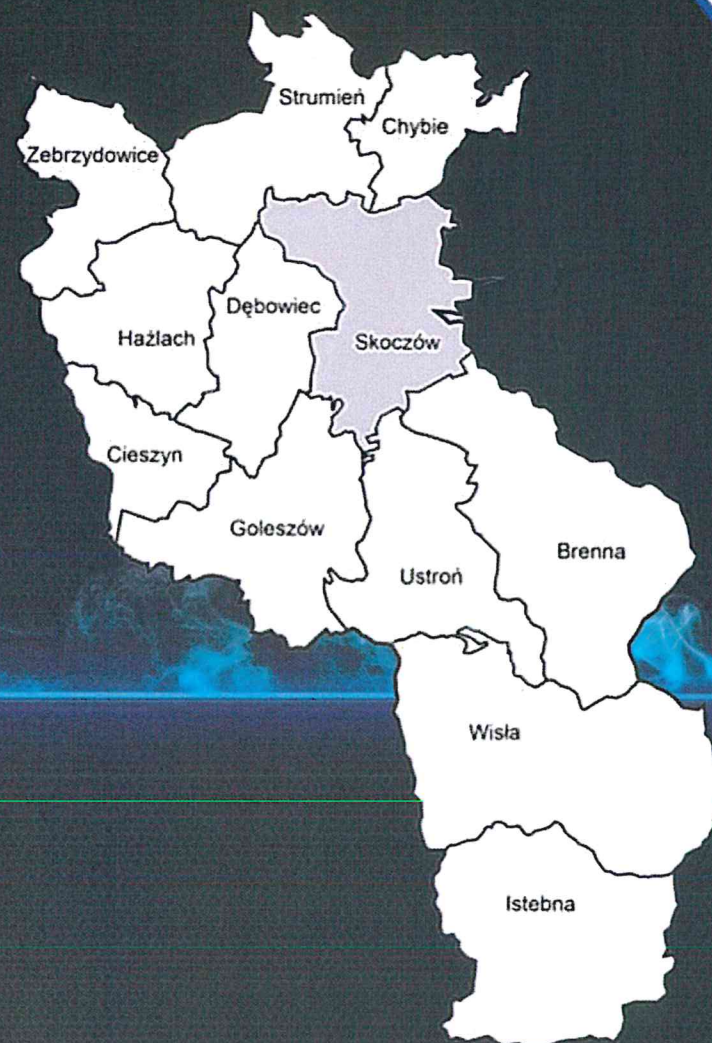 Strumień
Chybie
Zebrzydowice
Dębowiec
Hażlach
Skoczów
Cieszyn
Goleszów
Brenna
Ustroń
Wisła
Istebna